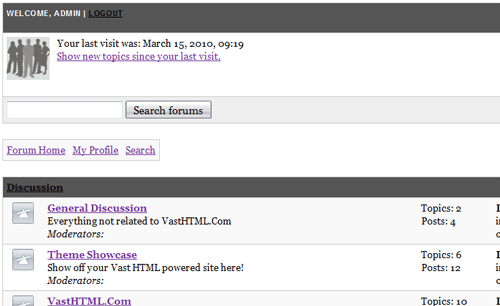 WELCOME, ADMIN | LOGOUT
Your last visit was: March 15, 2010, 09:19
Show new topics since your last visit.
Search forums
Forum Home My Profile Search
Discussion
General Discussion
Everything not related to VastHTML.Com
Moderators:
Topics: 2
Posts: 4
Theme Showcase
Show off your Vast HTML powered site here!
Moderators:
Topics: 6
Posts: 12
VastHTML.Com
Topics: 10